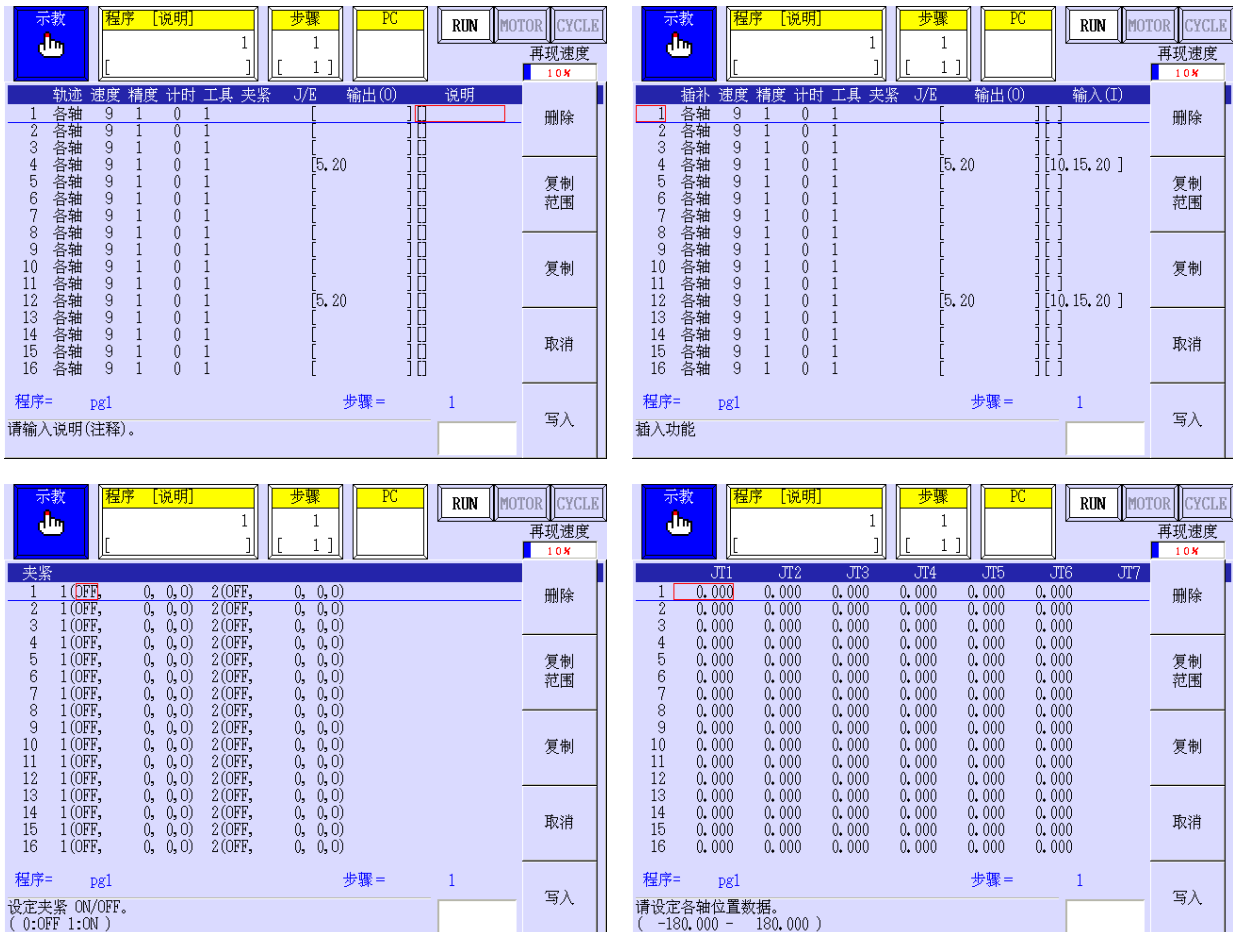 示教 程序 [说明] 步骤 PC RUN MOTOR CYCLE
1 1
[ ] [ 1 ]
再现速度
10%
轨迹 速度 精度 计时 工具 夹紧 J/E 输出(O) 说明
1 各轴 9 1 0 1 [ ][]
2 各轴 9 1 0 1 [ ][]
3 各轴 9 1 0 1 [ ][]
4 各轴 9 1 0 1 [5.20 ][]
5 各轴 9 1 0 1 [ ][]
6 各轴 9 1 0 1 [ ][]
7 各轴 9 1 0 1 [ ][]
8 各轴 9 1 0 1 [ ][]
9 各轴 9 1 0 1 [ ][]
10 各轴 9 1 0 1 [ ][]
11 各轴 9 1 0 1 [ ][]
12 各轴 9 1 0 1 [5.20 ][]
13 各轴 9 1 0 1 [ ][]
14 各轴 9 1 0 1 [ ][]
15 各轴 9 1 0 1 [ ][]
16 各轴 9 1 0 1 [ ][]
程序= pg1 步骤= 1
请输入说明(注释)。
删除
复制
范围
复制
取消
写入
示教 程序 [说明] 步骤 PC RUN MOTOR CYCLE
1 1
[ ] [ 1 ]
再现速度
10%
插补 速度 精度 计时 工具 夹紧 J/E 输出(O) 输入(I)
1 各轴 9 1 0 1 [ ][ ]
2 各轴 9 1 0 1 [ ][ ]
3 各轴 9 1 0 1 [ ][ ]
4 各轴 9 1 0 1 [5.20 ][10.15.20 ]
5 各轴 9 1 0 1 [ ][ ]
6 各轴 9 1 0 1 [ ][ ]
7 各轴 9 1 0 1 [ ][ ]
8 各轴 9 1 0 1 [ ][ ]
9 各轴 9 1 0 1 [ ][ ]
10 各轴 9 1 0 1 [ ][ ]
11 各轴 9 1 0 1 [ ][ ]
12 各轴 9 1 0 1 [5.20 ][10.15.20 ]
13 各轴 9 1 0 1 [ ][ ]
14 各轴 9 1 0 1 [ ][ ]
15 各轴 9 1 0 1 [ ][ ]
16 各轴 9 1 0 1 [ ][ ]
程序= pg1 步骤= 1
插入功能
删除
复制
范围
复制
取消
写入
示教 程序 [说明] 步骤 PC RUN MOTOR CYCLE
1 1
[ ] [ 1 ]
再现速度
10%
夹紧
1 1(OFF, 0, 0,O) 2(OFF, 0, 0,O)
2 1(OFF, 0, 0,O) 2(OFF, 0, 0,O)
3 1(OFF, 0, 0,O) 2(OFF, 0, 0,O)
4 1(OFF, 0, 0,O) 2(OFF, 0, 0,O)
5 1(OFF, 0, 0,O) 2(OFF, 0, 0,O)
6 1(OFF, 0, 0,O) 2(OFF, 0, 0,O)
7 1(OFF, 0, 0,O) 2(OFF, 0, 0,O)
8 1(OFF, 0, 0,O) 2(OFF, 0, 0,O)
9 1(OFF, 0, 0,O) 2(OFF, 0, 0,O)
10 1(OFF, 0, 0,O) 2(OFF, 0, 0,O)
11 1(OFF, 0, 0,O) 2(OFF, 0, 0,O)
12 1(OFF, 0, 0,O) 2(OFF, 0, 0,O)
13 1(OFF, 0, 0,O) 2(OFF, 0, 0,O)
14 1(OFF, 0, 0,O) 2(OFF, 0, 0,O)
15 1(OFF, 0, 0,O) 2(OFF, 0, 0,O)
16 1(OFF, 0, 0,O) 2(OFF, 0, 0,O)
程序= pg1 步骤= 1
设定夹紧 ON/OFF。
( 0:OFF 1:ON )
删除
复制
范围
复制
取消
写入
示教 程序 [说明] 步骤 PC RUN MOTOR CYCLE
1 1
[ ] [ 1 ]
再现速度
10%
JT1 JT2 JT3 JT4 JT5 JT6 JT7
1 0.000 0.000 0.000 0.000 0.000 0.000
2 0.000 0.000 0.000 0.000 0.000 0.000
3 0.000 0.000 0.000 0.000 0.000 0.000
4 0.000 0.000 0.000 0.000 0.000 0.000
5 0.000 0.000 0.000 0.000 0.000 0.000
6 0.000 0.000 0.000 0.000 0.000 0.000
7 0.000 0.000 0.000 0.000 0.000 0.000
8 0.000 0.000 0.000 0.000 0.000 0.000
9 0.000 0.000 0.000 0.000 0.000 0.000
10 0.000 0.000 0.000 0.000 0.000 0.000
11 0.000 0.000 0.000 0.000 0.000 0.000
12 0.000 0.000 0.000 0.000 0.000 0.000
13 0.000 0.000 0.000 0.000 0.000 0.000
14 0.000 0.000 0.000 0.000 0.000 0.000
15 0.000 0.000 0.000 0.000 0.000 0.000
16 0.000 0.000 0.000 0.000 0.000 0.000
程序= pg1 步骤= 1
请设定各轴位置数据。
( -180.000 - 180.000 )
删除
复制
范围
复制
取消
写入